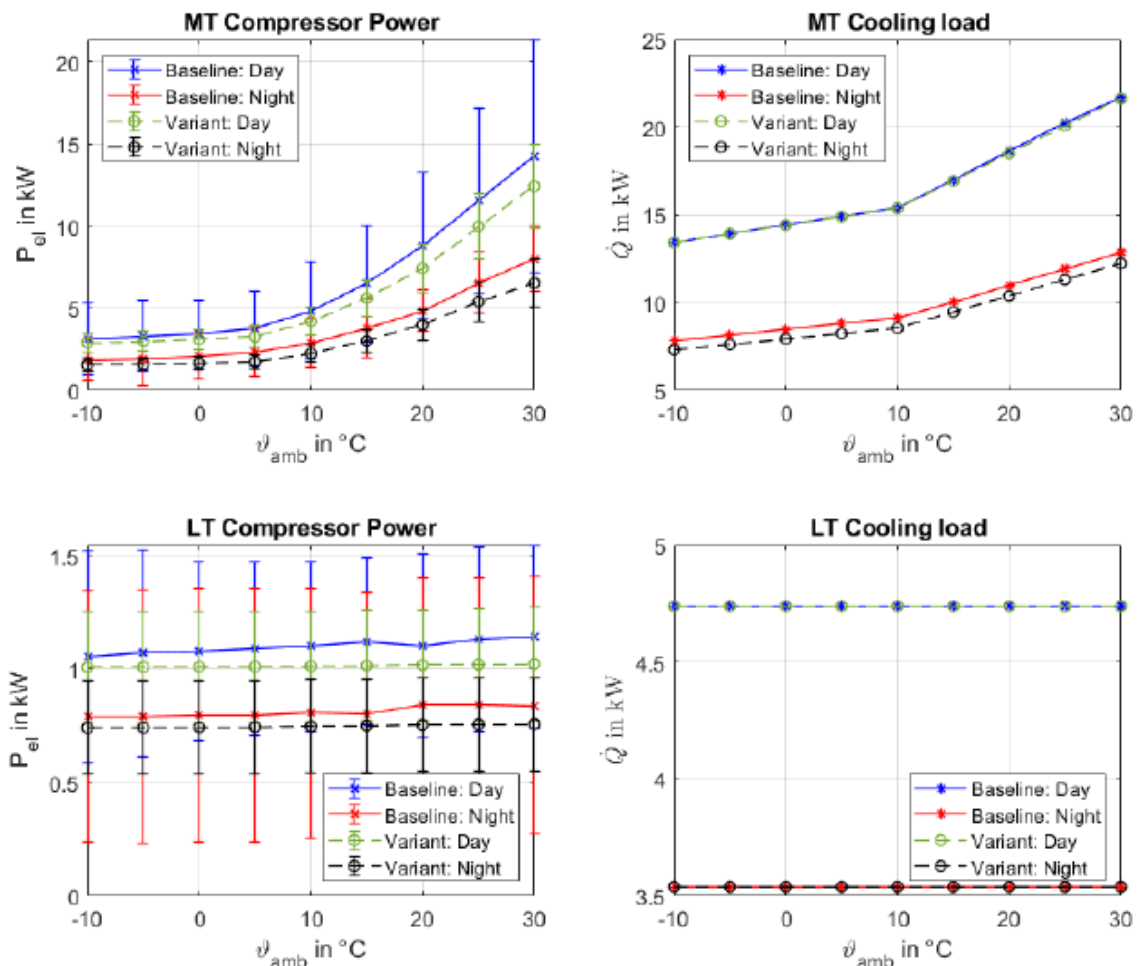 MT Compressor Power
20
15
10
5
0
Baseline: Day
Baseline: Night
Variant: Day
Variant: Night
P_el in kW
-10 0 10 20 30
ϑ_amb in °C
MT Cooling load
25
20
15
10
5
Baseline: Day
Baseline: Night
Variant: Day
Variant: Night
Q̇ in kW
-10 0 10 20 30
ϑ_amb in °C
LT Compressor Power
1.5
1
0.5
0
P_el in kW
Baseline: Day
Baseline: Night
Variant: Day
Variant: Night
-10 0 10 20 30
ϑ_amb in °C
LT Cooling load
5
4.5
4
3.5
Q̇ in kW
Baseline: Day
Baseline: Night
Variant: Day
Variant: Night
-10 0 10 20 30
ϑ_amb in °C